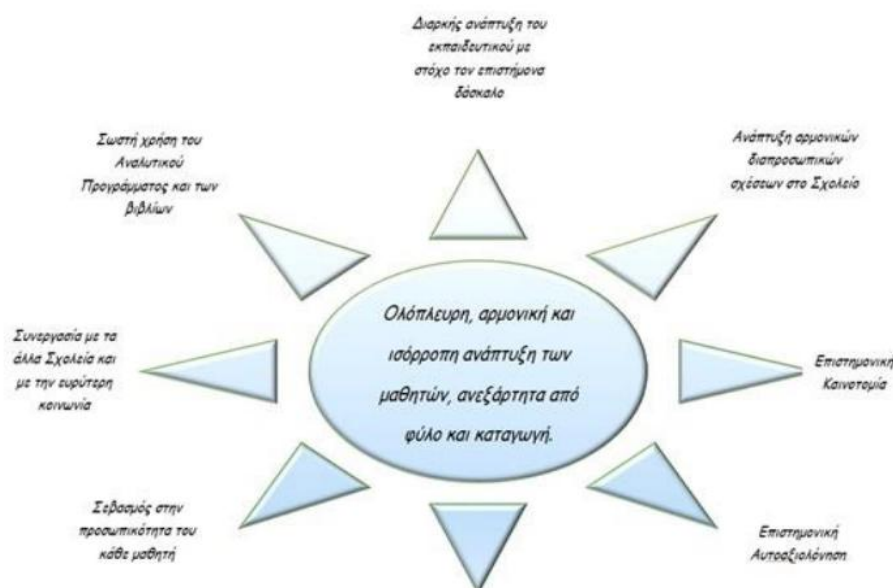 Διαρκής ανάπτυξη του
εκπαιδευτικού με
στόχο τον επιστήμονα
δάσκαλο
Σωστή χρήση του
Αναλυτικού
Προγράμματος και των
βιβλίων
Ανάπτυξη αρμονικών
διαπροσωπικών
σχέσεων στο Σχολείο
Ολόπλευρη, αρμονική και
ισόρροπη ανάπτυξη των
μαθητών, ανεξάρτητα από
φύλο και καταγωγή.
Συνεργασία με τα
άλλα Σχολεία και
με την ευρύτερη
κοινωνία
Επιστημονική
Καινοτομία
Σεβασμός στην
προσωπικότητα του
κάθε μαθητή
Επιστημονική
Αυτοαξιολόνηση